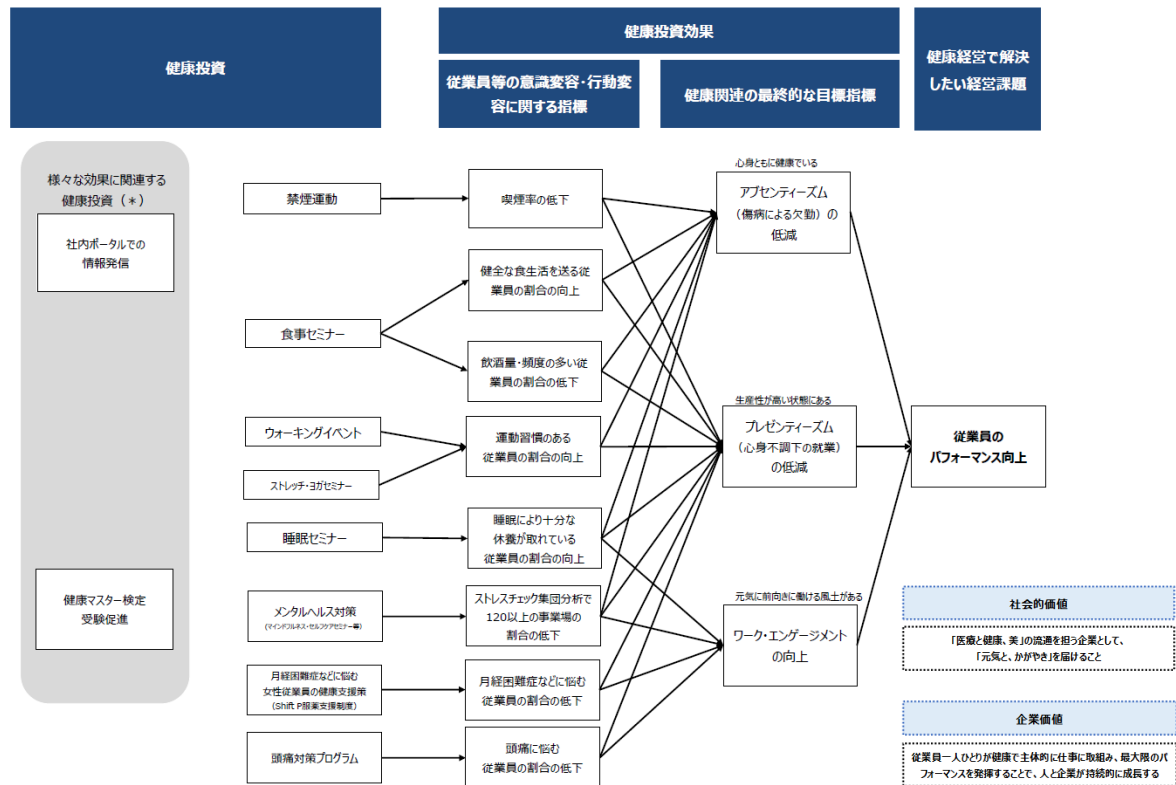 健康投資
健康投資効果
従業員等の意識変容・行動変
容に関する指標
健康関連の最終的な目標指標
健康経営で解決
したい経営課題
様々な効果に関連する
健康投資(*)
社内ポータルでの
情報発信
健康マスター検定
受験促進
禁煙運動
食事セミナー
ウォーキングイベント
ストレッチ・ヨガセミナー
睡眠セミナー
メンタルヘルス対策
(マインドフルネス・セルフケアセミナー等)
月経困難症などに悩む
女性従業員の健康支援策
(Shift P服薬支援制度)
頭痛対策プログラム
喫煙率の低下
健全な食生活を送る従
業員の割合の向上
飲酒量・頻度の多い従
業員の割合の低下
運動習慣のある
従業員の割合の向上
睡眠により十分な
休養が取れている
従業員の割合の向上
ストレスチェック集団分析で
120以上の事業場の
割合の低下
月経困難症などに悩む
従業員の割合の低下
頭痛に悩む
従業員の割合の低下
心身ともに健康でいる
アブセンティーズム
(傷病による欠勤)の
低減
生産性が高い状態にある
プレゼンティーズム
(心身不調下の就業)
の低減
元気に前向きに働ける風土がある
ワーク・エンゲージメント
の向上
従業員の
パフォーマンス向上
社会的価値
「医療と健康、美」の流通を担う企業として、
「元気と、かがやき」を届けること
企業価値
従業員一人ひとりが健康で主体的に仕事に取組み、最大限のパ
フォーマンスを発揮することで、人と企業が持続的に成長する